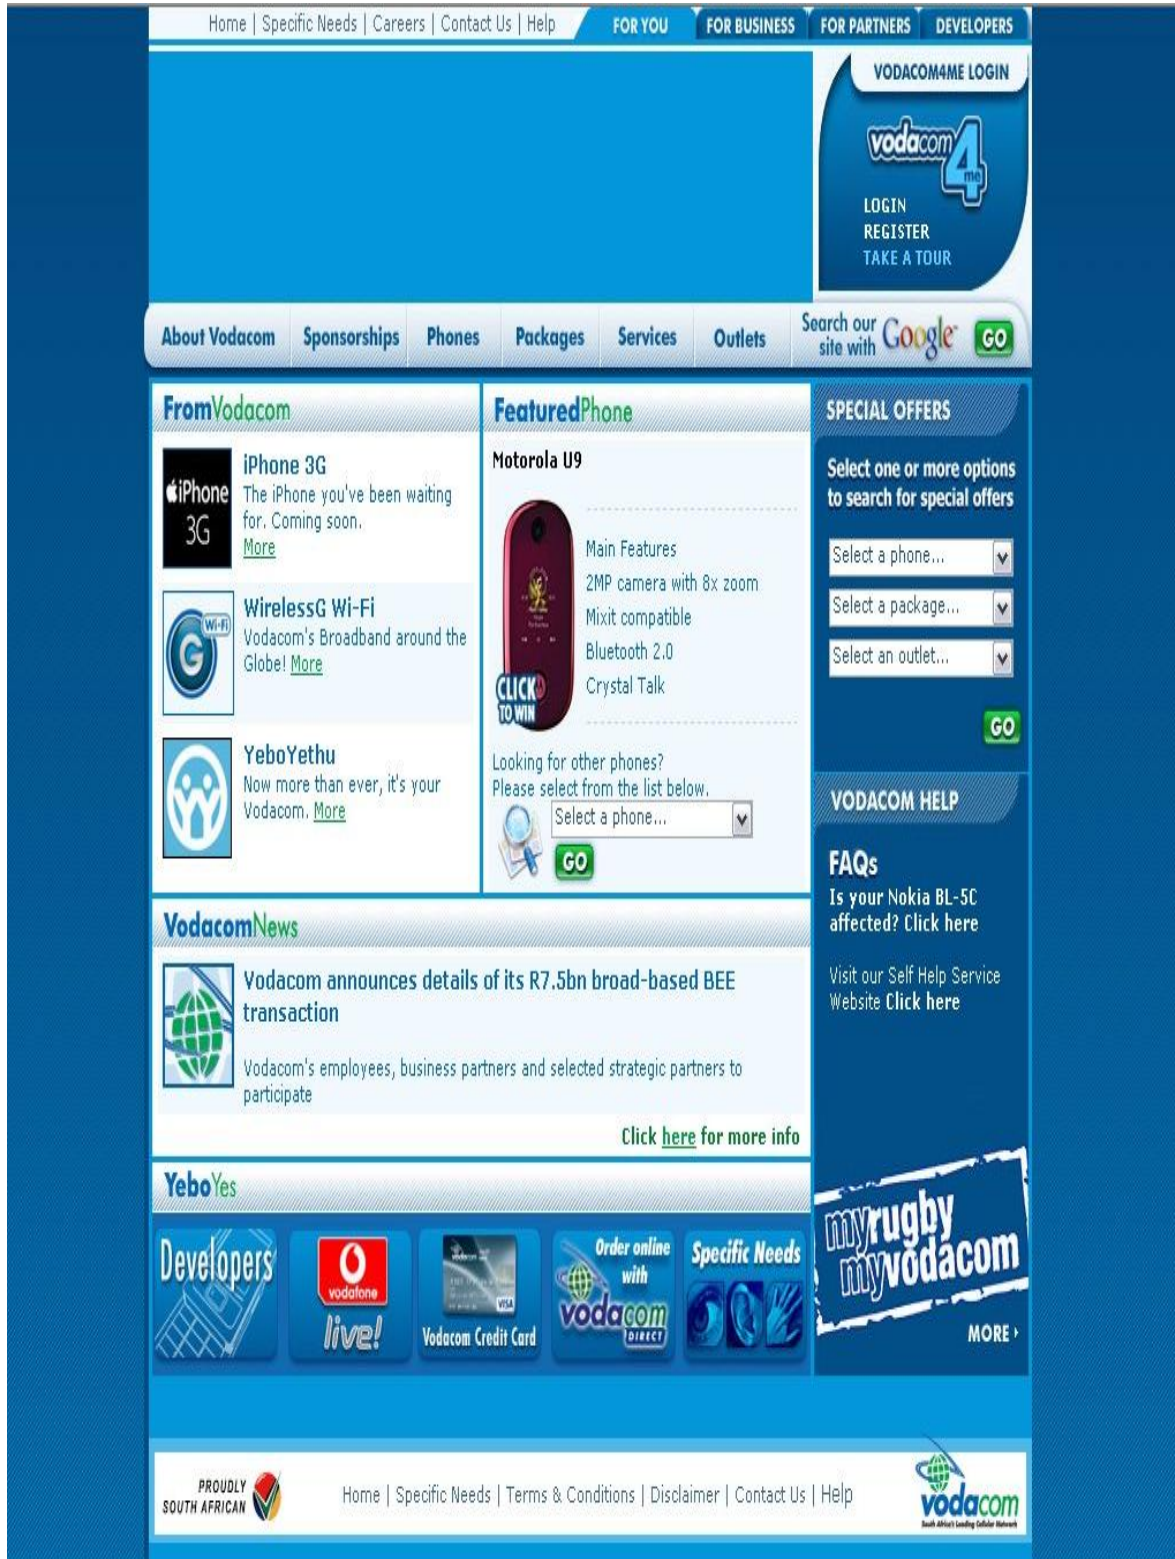 Home | Specific Needs | Careers | Contact Us | Help
FOR YOU
FOR BUSINESS
FOR PARTNERS
DEVELOPERS
VODACOM4ME LOGIN
vodacom4
me
LOGIN
REGISTER
TAKE A TOUR
About Vodacom
Sponsorships
Phones
Packages
Services
Outlets
Search our
site with Google
GO
FromVodacom
iPhone
3G
iPhone 3G
The iPhone you've been waiting
for. Coming soon.
More
Wi-Fi
G
WirelessG Wi-Fi
Vodacom's Broadband around the
Globe! More
YeboYethu
Now more than ever, it's your
Vodacom. More
FeaturedPhone
Motorola U9
CLICK
TO WIN
Main Features
2MP camera with 8x zoom
Mixit compatible
Bluetooth 2.0
Crystal Talk
Looking for other phones?
Please select from the list below.
Select a phone...
GO
SPECIAL OFFERS
Select one or more options
to search for special offers
Select a phone...
Select a package...
Select an outlet...
GO
VODACOM HELP
FAQs
Is your Nokia BL-5C
affected? Click here
Visit our Self Help Service
Website Click here
VodacomNews
Vodacom announces details of its R7.5bn broad-based BEE
transaction
Vodacom's employees, business partners and selected strategic partners to
participate
Click here for more info
YeboYes
Developers
vodafone
live!
VISA
Vodacom Credit Card
Order online
with
vodacom
DIRECT
Specific Needs
myrugby
myvodacom
MORE
PROUDLY
SOUTH AFRICAN
Home | Specific Needs | Terms & Conditions | Disclaimer | Contact Us | Help
vodacom
South Africa's Leading Cellular Network